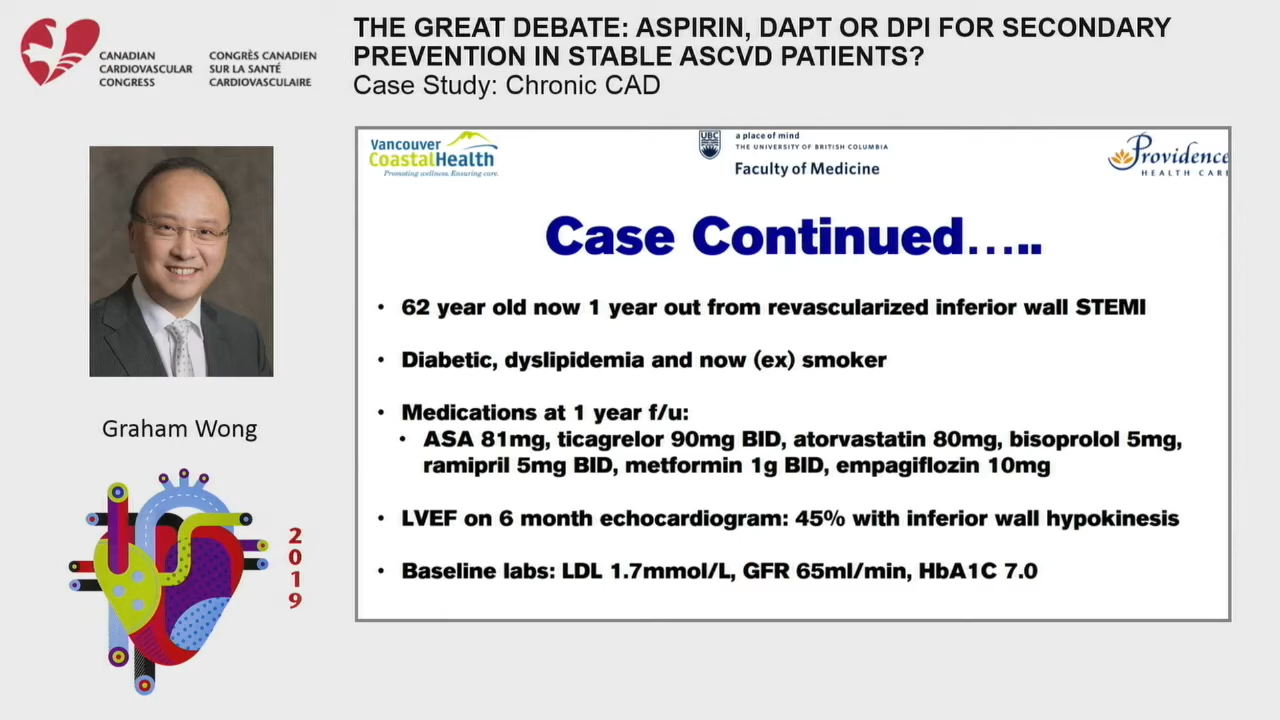 THE GREAT DEBATE: ASPIRIN, DAPT OR DPI FOR SECONDARY
PREVENTION IN STABLE ASCVD PATIENTS?
Case Study: Chronic CAD
CANADIAN
CARDIOVASCULAR
CONGRESS
CONGRÈS CANADIEN
SUR LA SANTÉ
CARDIOVASCULAIRE
Graham Wong
2019
Vancouver
CoastalHealth
Promoting wellness. Ensuring care.
UBC
a place of mind
THE UNIVERSITY OF BRITISH COLUMBIA
Faculty of Medicine
Providence
HEALTH CARE
Case Continued.....
• 62 year old now 1 year out from revascularized inferior wall STEMI
• Diabetic, dyslipidemia and now (ex) smoker
• Medications at 1 year f/u:
• ASA 81mg, ticagrelor 90mg BID, atorvastatin 80mg, bisoprolol 5mg,
ramipril 5mg BID, metformin 1g BID, empagiflozin 10mg
• LVEF on 6 month echocardiogram: 45% with inferior wall hypokinesis
• Baseline labs: LDL 1.7mmol/L, GFR 65ml/min, HbA1C 7.0